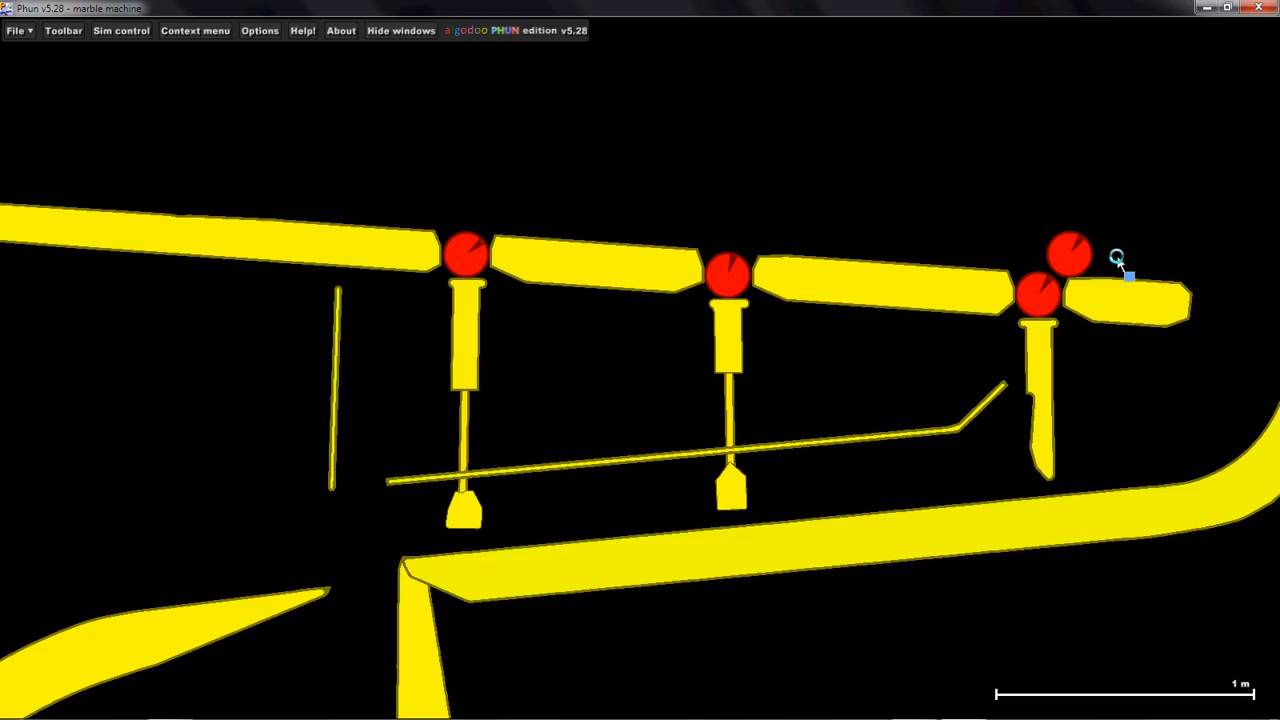 Phun v5.28 - marble machine
File Toolbar Sim control Context menu Options Help! About Hide windows algodoo PHUN edition v5.28
1 m